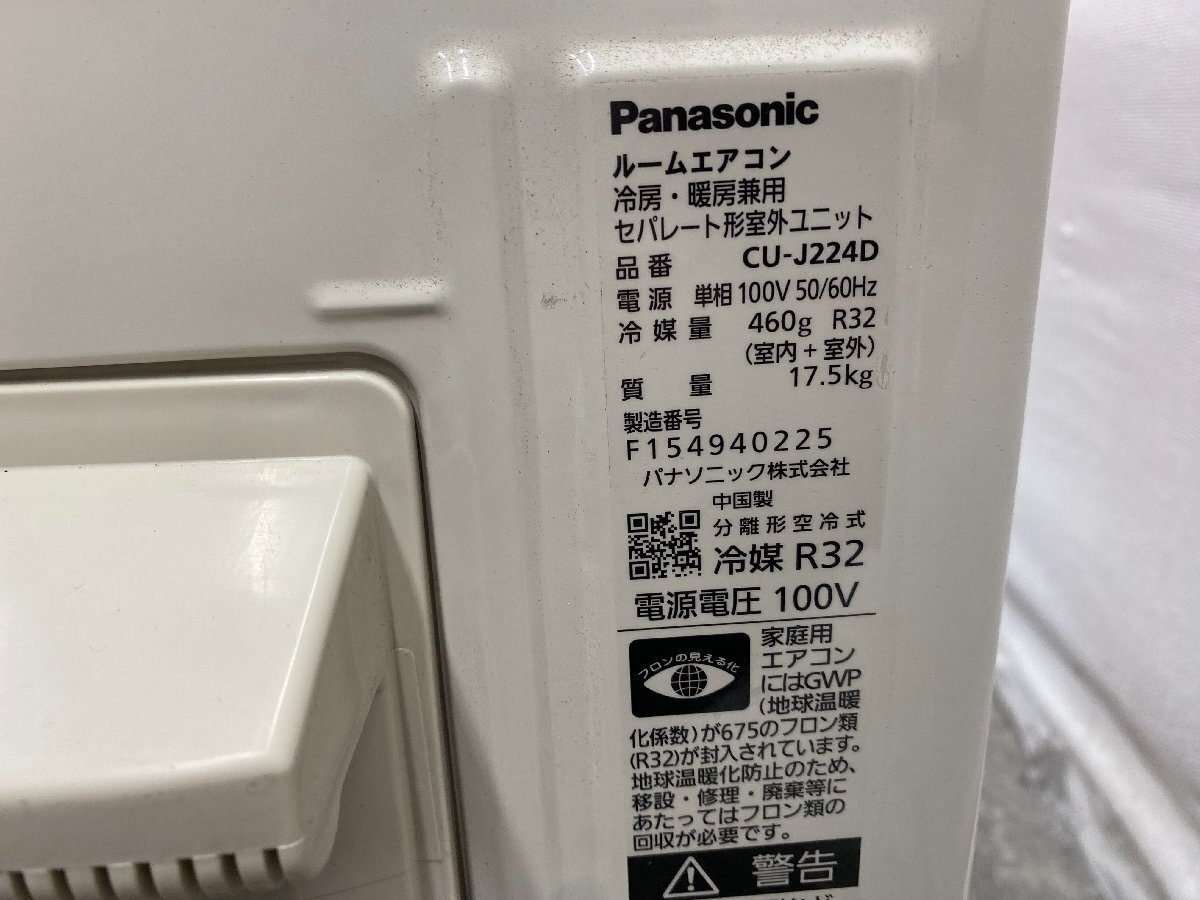 Panasonic
ルームエアコン
冷房・暖房兼用
セパレート形室外ユニット
品番 CU-J224D
電源 単相 100V 50/60Hz
冷媒量 460g R32
(室内+室外)
質量 17.5kg
製造番号
F154940225
パナソニック株式会社
中国製
分離形空冷式
冷媒 R32
電源電圧 100V
フロンの見える化
家庭用
エアコン
にはGWP
(地球温暖
化係数)が675のフロン類
(R32)が封入されています。
地球温暖化防止のため、
移設・修理・廃棄等に
あたってはフロン類の
回収が必要です。
警告